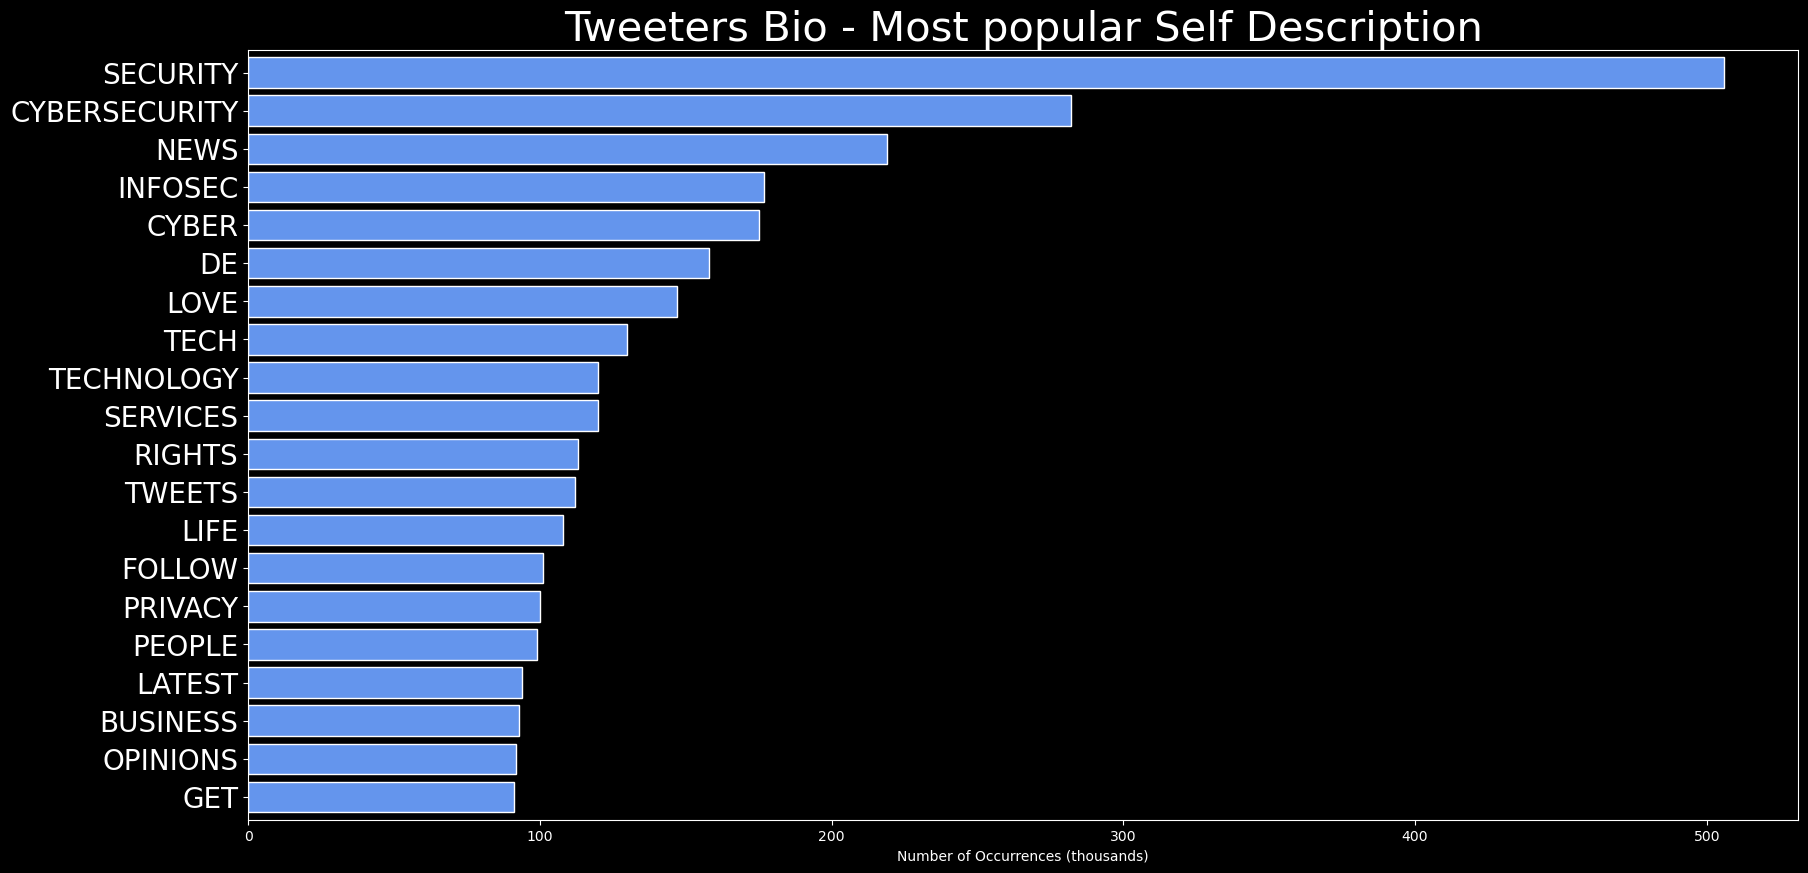 Tweeters Bio - Most popular Self Description
SECURITY
CYBERSECURITY
NEWS
INFOSEC
CYBER
DE
LOVE
TECH
TECHNOLOGY
SERVICES
RIGHTS
TWEETS
LIFE
FOLLOW
PRIVACY
PEOPLE
LATEST
BUSINESS
OPINIONS
GET
0 100 200 300 400 500
Number of Occurrences (thousands)